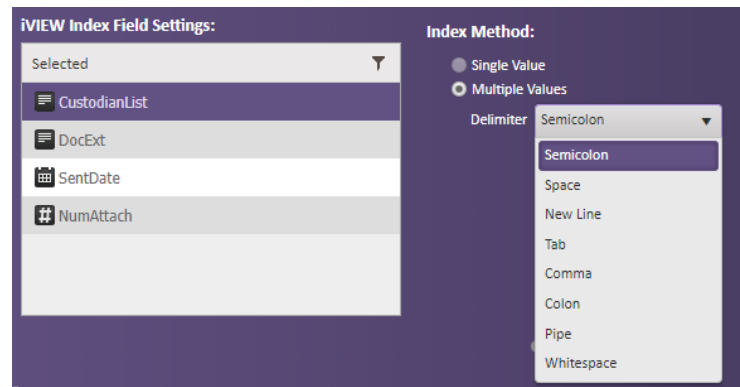 iVIEW Index Field Settings:
Selected
CustodianList
DocExt
SentDate
NumAttach
Index Method:
Single Value
Multiple Values
Delimiter Semicolon
Semicolon
Space
New Line
Tab
Comma
Colon
Pipe
Whitespace